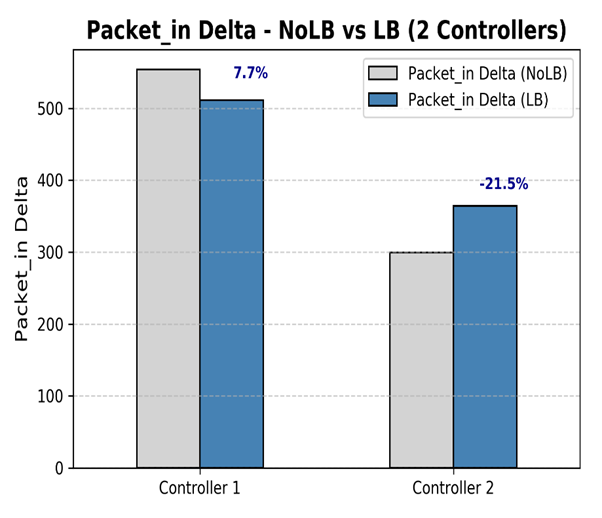 Packet_in Delta - NoLB vs LB (2 Controllers)
Packet_in Delta (NoLB)
Packet_in Delta (LB)
7.7%
-21.5%
Packet_in Delta
500
400
300
200
100
0
Controller 1
Controller 2